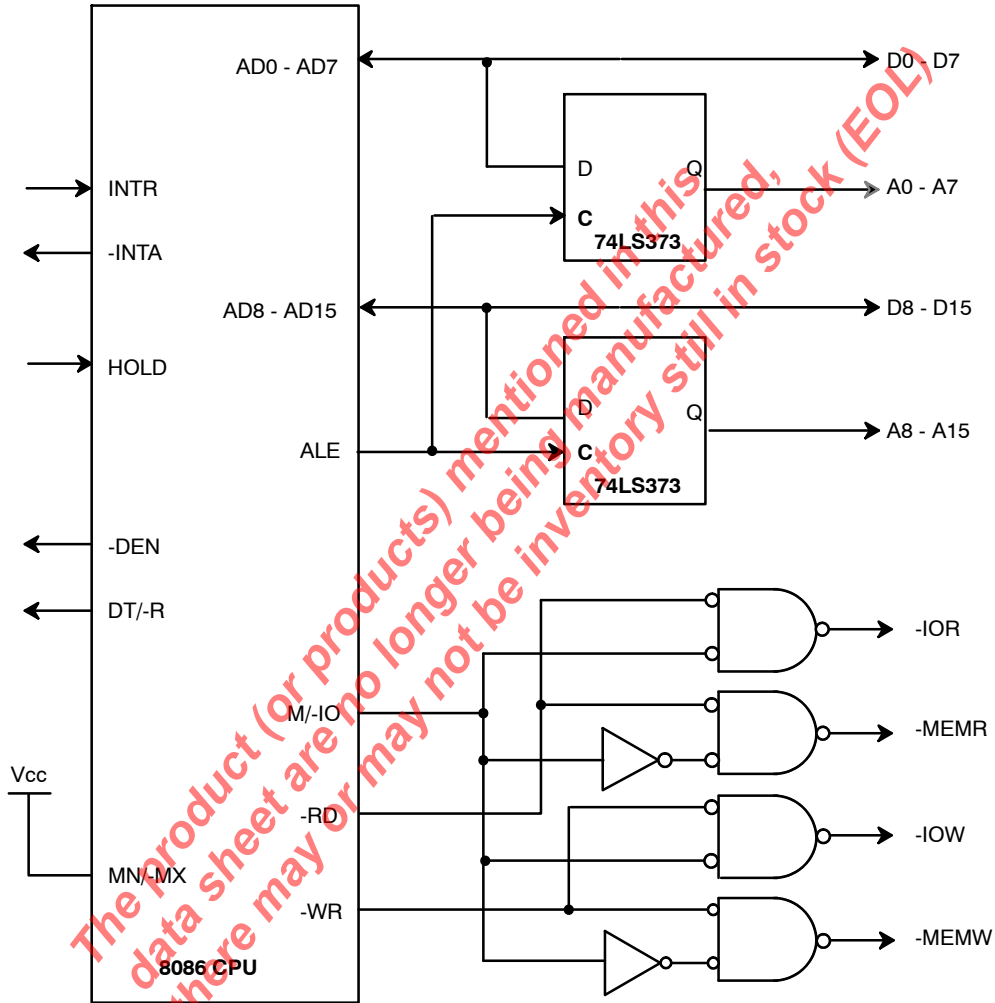 AD0 - AD7
D0 - D7
D
Q
A0 - A7
INTR
C
74LS373
-INTA
AD8 - AD15
D8 - D15
HOLD
D
Q
A8 - A15
ALE
C
74LS373
-DEN
DT/-R
-IOR
M/-IO
-MEMR
Vcc
-RD
-IOW
MN/-MX
-WR
-MEMW
8086 CPU
The product (or products) mentioned in this
data sheet are no longer being manufactured,
there may or may not be inventory still in stock (EOL)